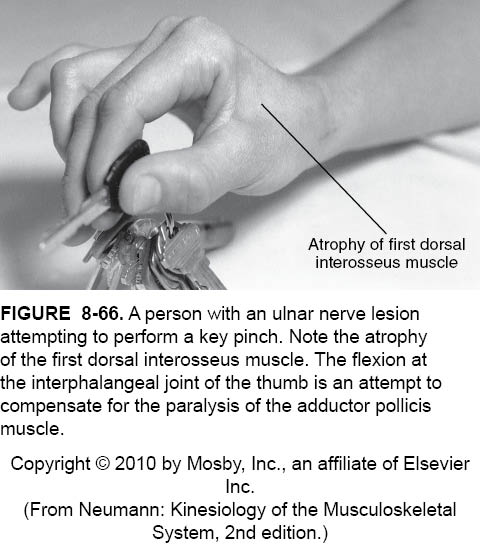 Atrophy of first dorsal
interosseus muscle
FIGURE 8-66. A person with an ulnar nerve lesion
attempting to perform a key pinch. Note the atrophy
of the first dorsal interosseus muscle. The flexion at
the interphalangeal joint of the thumb is an attempt to
compensate for the paralysis of the adductor pollicis
muscle.
Copyright © 2010 by Mosby, Inc., an affiliate of Elsevier
Inc.
(From Neumann: Kinesiology of the Musculoskeletal
System, 2nd edition.)